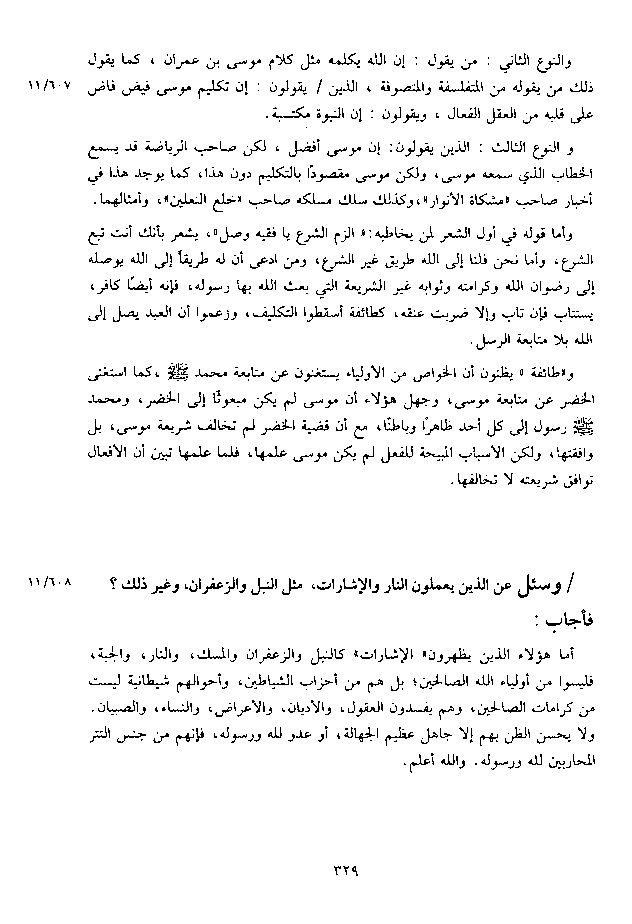 والنوع الثاني : من يقول : إن الله يكلمه مثل كلام موسى بن عمران ، كما يقول
ذلك من يقوله من المتفلسفة والمتصوفة ، الذين / يقولون : إن تكليم موسى فيض فاض ١١/٦٠٧
على قلبه من العقل الفعال ، ويقولون : إن النبوة مكتسبة.
و النوع الثالث : الذين يقولون: إن موسى أفضل ، لكن صاحب الرياضة قد يسمع
الخطاب الذي سمعه موسى، ولكن موسى مقصودًا بالتكليم دون هذا، كما يوجد هذا في
أخبار صاحب «مشكاة الأنوار»،وكذلك سلك مسلكه صاحب «خلع النعلين»، وأمثالهما.
وأما قوله في أول الشعر لمن يخاطبه:« الزم الشرع يا فقيه وصل»، يشعر بأنك أنت تبع
الشرع، وأما نحن فلنا إلى الله طريق غير الشرع، ومن ادعى أن له طريقاً إلى الله يوصله
إلى رضوان الله وكرامته وثوابه غير الشريعة التي بعث الله بها رسوله، فإنه أيضًا كافر،
يستتاب فإن تاب وإلا ضربت عنقه، كطائفة أسقطوا التكليف، وزعموا أن العبد يصل إلى
الله بلا متابعة الرسل.
و«طائفة » يظنون أن الخواص من الأولياء يستغنون عن متابعة محمد ﷺ ،كما استغنى
الخضر عن متابعة موسى، وجهل هؤلاء أن موسى لم يكن مبعوثًا إلى الخضر، ومحمد
ﷺ رسول إلى كل أحد ظاهرًا وباطنًا، مع أن قضية الخضر لم تخالف شريعة موسى، بل
وافقتها، ولكن الأسباب المبيحة للفعل لم يكن موسى علمها، فلما علمها تبين أن الأفعال
توافق شريعته لا تخالفها.
/ وسئل عن الذين يعملون النار والإشارات، مثل النبل والزعفران، وغير ذلك ؟ ١١/٦٠٨
فأجاب :
أما هؤلاء الذين يظهرون« الإشارات» كالنبل والزعفران والمسك، والنار، والجبة،
فليسوا من أولياء الله الصالحين؛ بل هم من أحزاب الشياطين، وأحوالهم شيطانية ليست
من كرامات الصالحين، وهم يفسدون العقول، والأديان، والأعراض، والنساء، والصبيان.
ولا يحسن الظن بهم إلا جاهل عظيم الجهالة، أو عدو لله ورسوله، فإنهم من جنس التتر
المحاربين لله ورسوله. والله أعلم.
٣٢٩